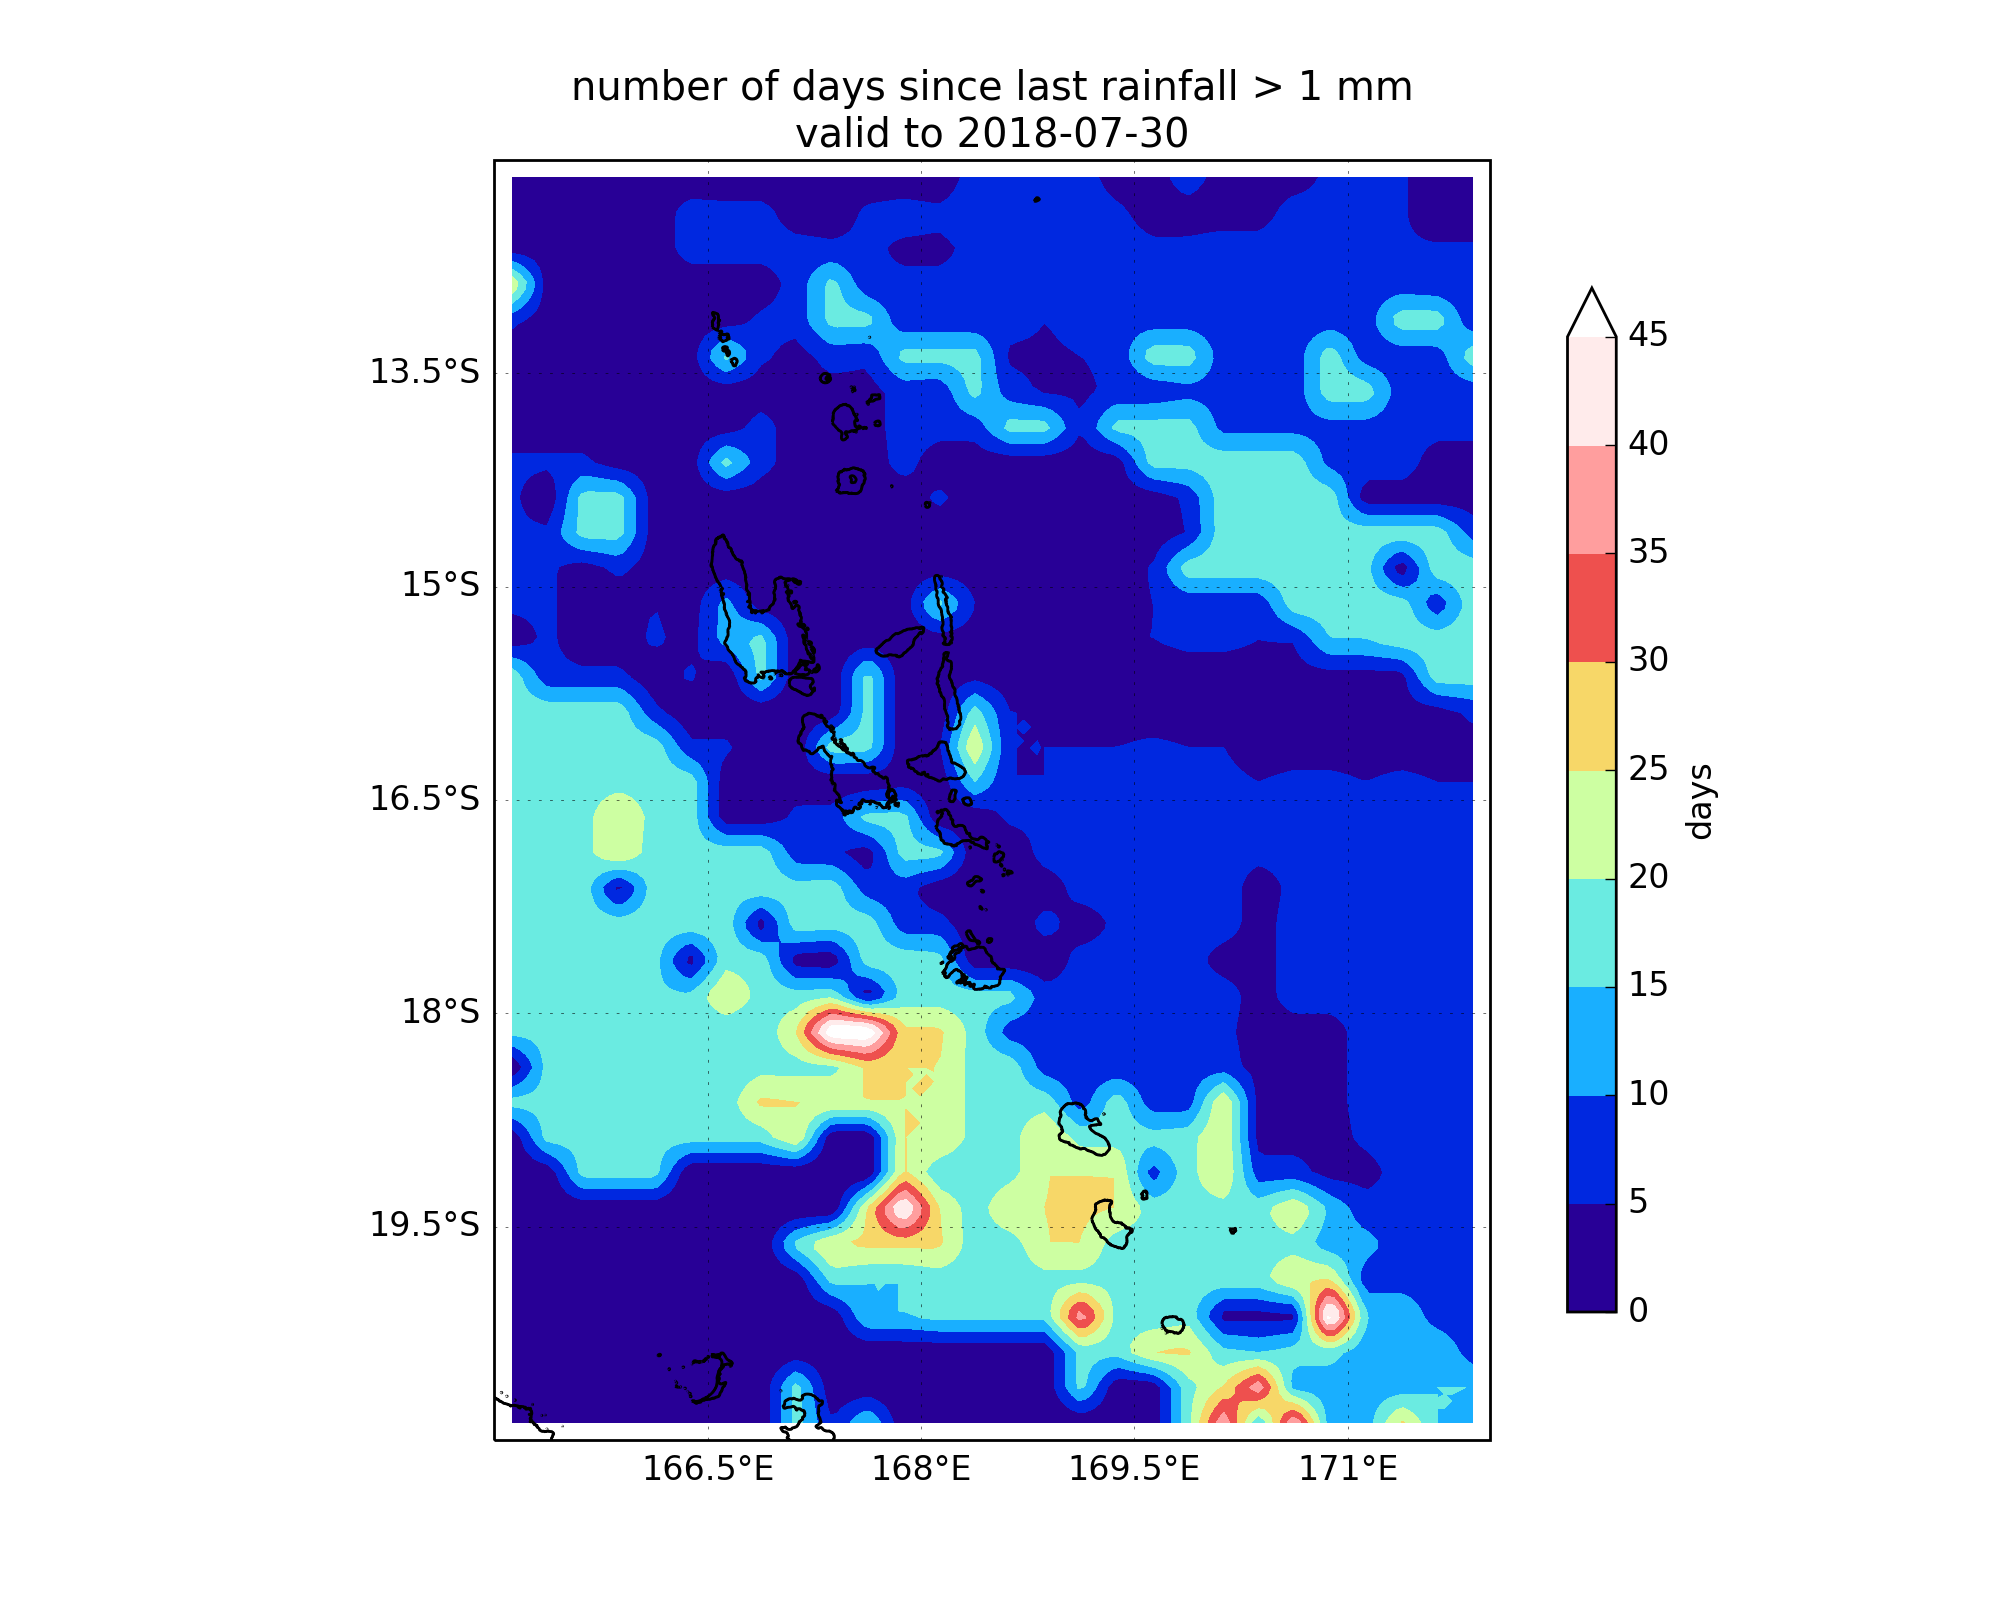 number of days since last rainfall > 1 mm
valid to 2018-07-30
13.5°S
15°S
16.5°S
18°S
19.5°S
166.5°E
168°E
169.5°E
171°E
45
40
35
30
25
20
15
10
5
0
days